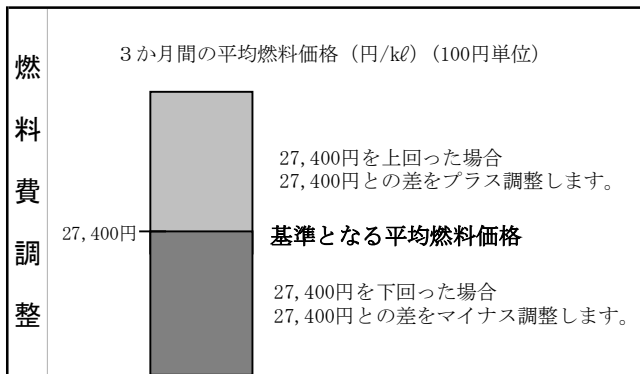 燃料費調整
3か月間の平均燃料価格（円/kℓ）(100円単位)
27,400円を上回った場合
27,400円との差をプラス調整します。
27,400円
基準となる平均燃料価格
27,400円を下回った場合
27,400円との差をマイナス調整します。